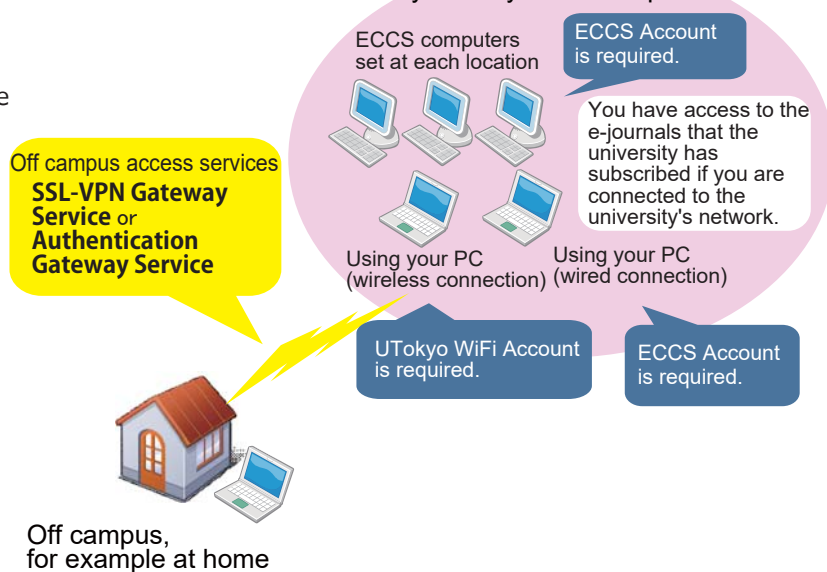 ECCS computers
set at each location
ECCS Account
is required.
You have access to the
e-journals that the
university has
subscribed if you are
connected to the
university's network.
Off campus access services
SSL-VPN Gateway
Service or
Authentication
Gateway Service
Using your PC
(wireless connection)
Using your PC
(wired connection)
UTokyo WiFi Account
is required.
ECCS Account
is required.
Off campus,
for example at home